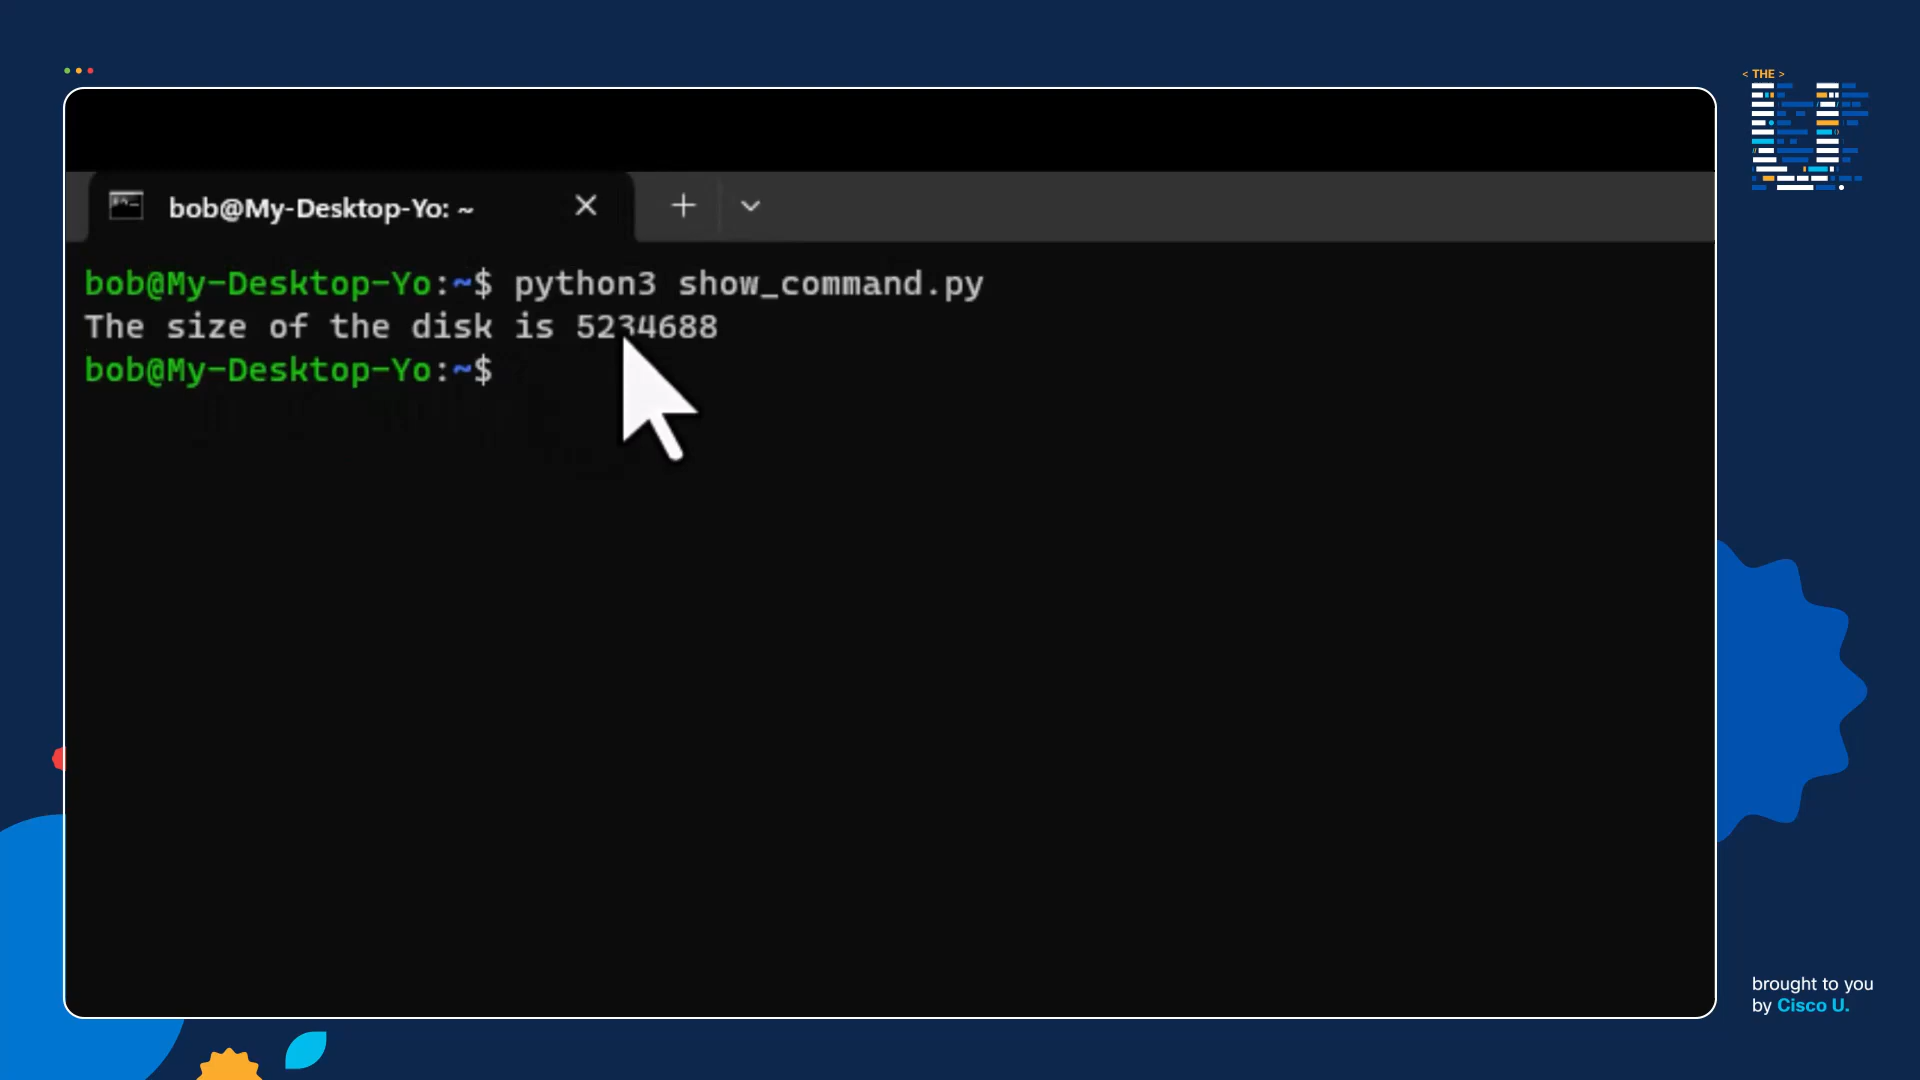 < THE >
bob@My-Desktop-Yo: ~
bob@My-Desktop-Yo:~$ python3 show_command.py
The size of the disk is 5234688
bob@My-Desktop-Yo:~$
brought to you
by Cisco U.